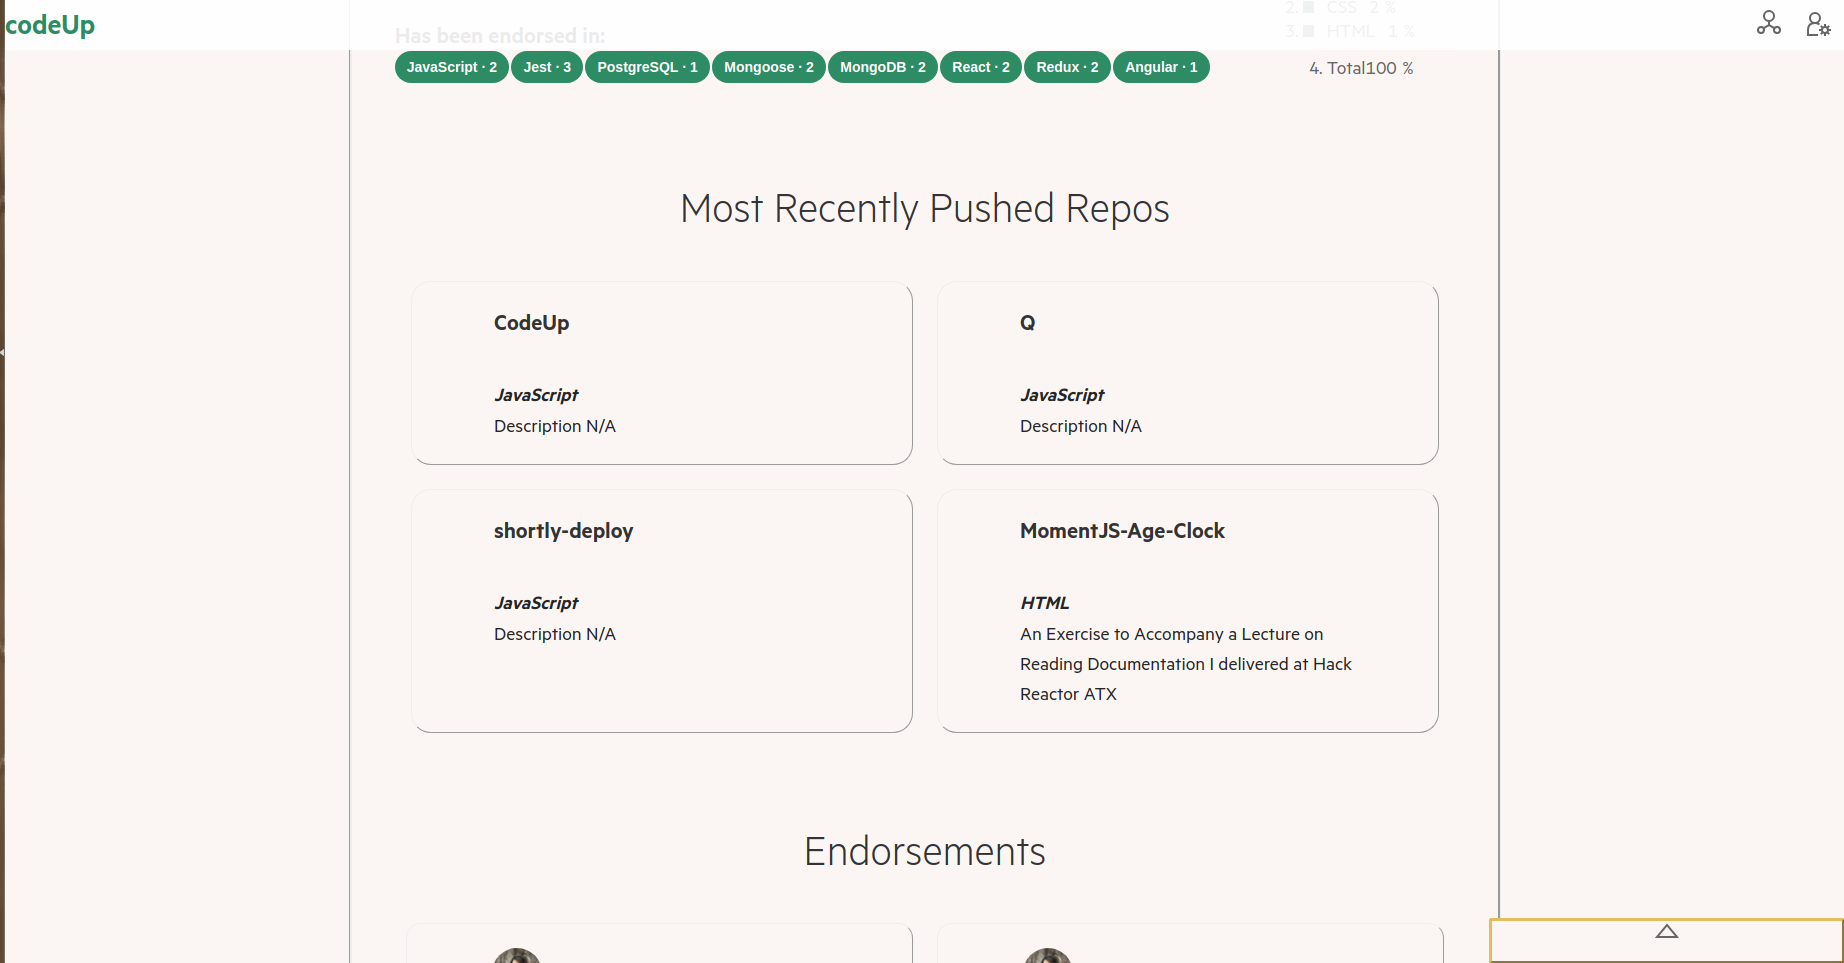 codeUp
2. CSS 2 %
Has been endorsed in:
3. HTML 1 %
JavaScript · 2 Jest · 3 PostgreSQL · 1 Mongoose · 2 MongoDB · 2 React · 2 Redux · 2 Angular · 1
4. Total100 %
Most Recently Pushed Repos
CodeUp
JavaScript
Description N/A
Q
JavaScript
Description N/A
shortly-deploy
JavaScript
Description N/A
MomentJS-Age-Clock
HTML
An Exercise to Accompany a Lecture on
Reading Documentation I delivered at Hack
Reactor ATX
Endorsements